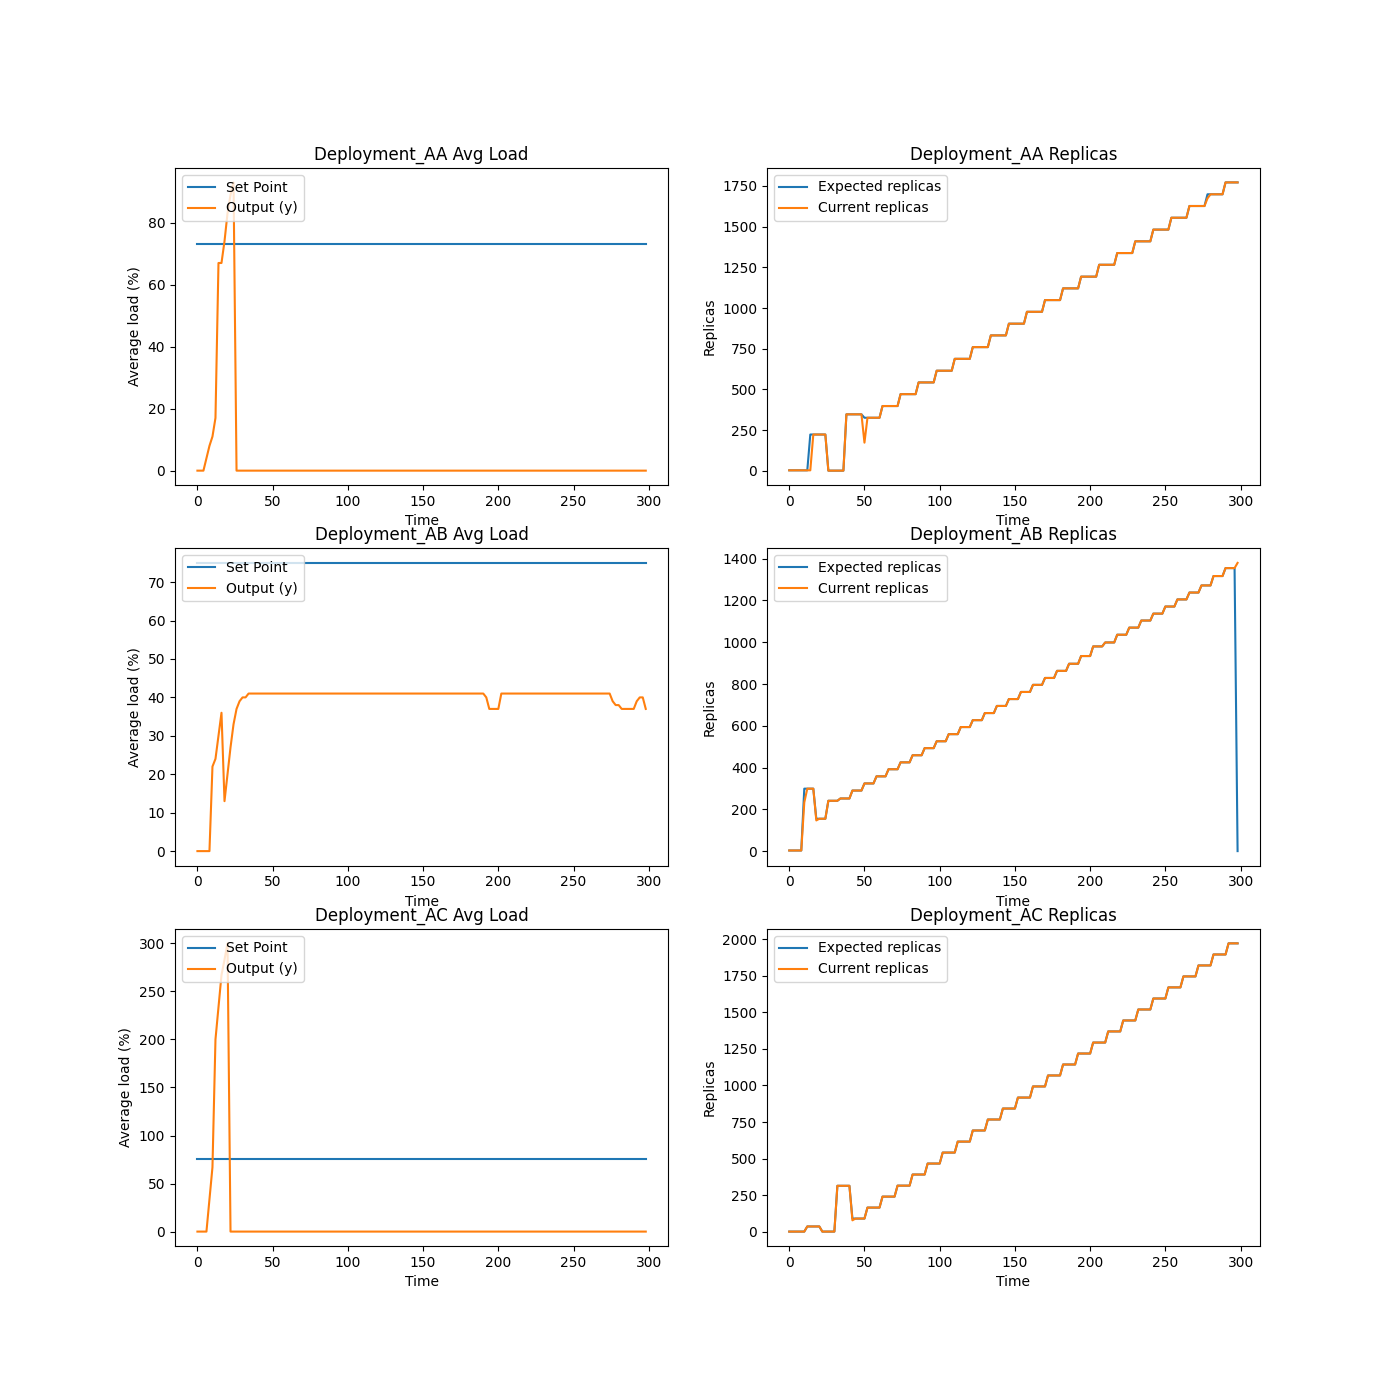 Deployment_AA Avg Load
Set Point
Output (y)
Average load (%)
80
60
40
20
0
0 50 100 150 200 250 300
Time
Deployment_AA Replicas
Expected replicas
Current replicas
Replicas
1750
1500
1250
1000
750
500
250
0
0 50 100 150 200 250 300
Time
Deployment_AB Avg Load
Set Point
Output (y)
Average load (%)
70
60
50
40
30
20
10
0
0 50 100 150 200 250 300
Time
Deployment_AB Replicas
Expected replicas
Current replicas
Replicas
1400
1200
1000
800
600
400
200
0
0 50 100 150 200 250 300
Time
Deployment_AC Avg Load
Set Point
Output (y)
Average load (%)
300
250
200
150
100
50
0
0 50 100 150 200 250 300
Time
Deployment_AC Replicas
Expected replicas
Current replicas
Replicas
2000
1750
1500
1250
1000
750
500
250
0
0 50 100 150 200 250 300
Time